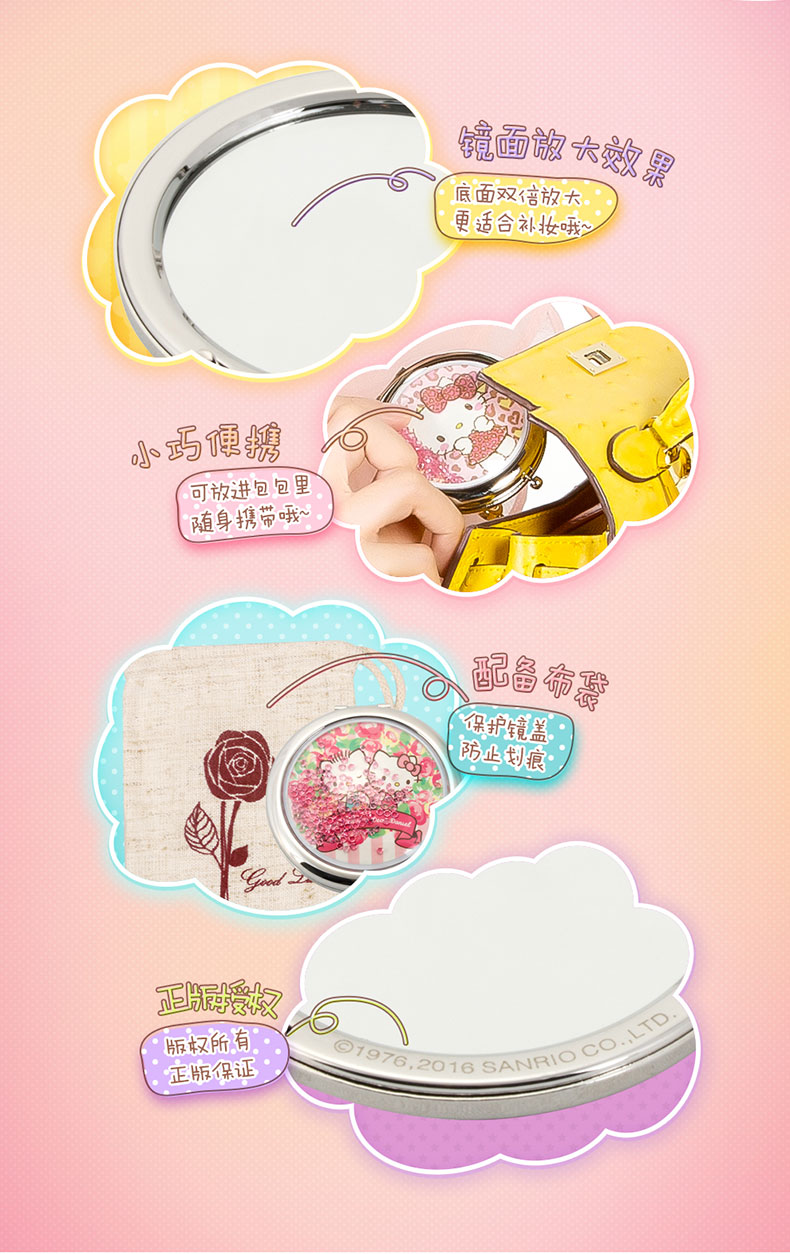 镜面放大效果
底面双倍放大
更适合补妆哦~
小巧便携
可放进包包里
随身携带哦~
配备布袋
保护镜盖
防止划痕
Good
正版授权
版权所有
正版保证
©1976,2016 SANRIO CO.,LTD.